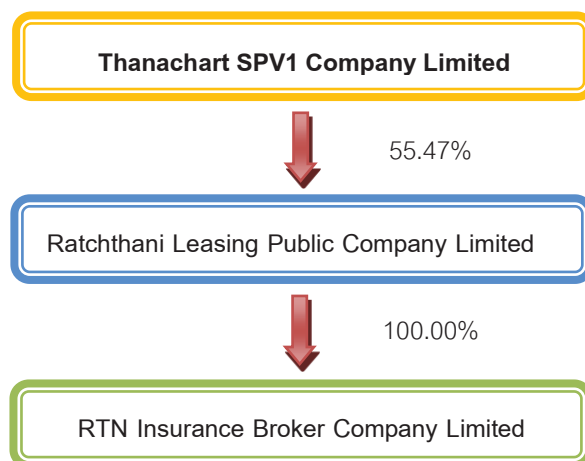 Thanachart SPV1 Company Limited
55.47%
Ratchthani Leasing Public Company Limited
100.00%
RTN Insurance Broker Company Limited